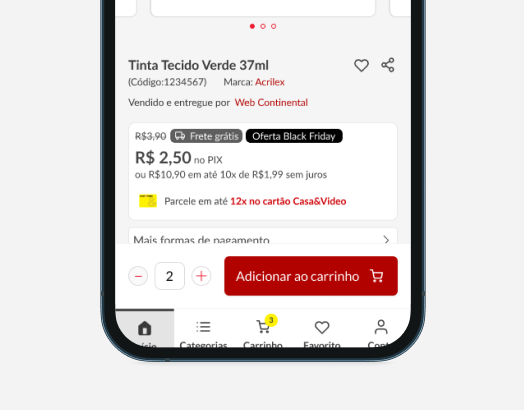 Tinta Tecido Verde 37ml
(Código:1234567) Marca: Acrilex
Vendido e entregue por Web Continental
R$3,90 Frete grátis Oferta Black Friday
R$ 2,50 no PIX
ou R$10,90 em até 10x de R$1,99 sem juros
Parcele em até 12x no cartão Casa&Video
Mais formas de pagamento
2 Adicionar ao carrinho
3
Categorias Carrinho Favorito